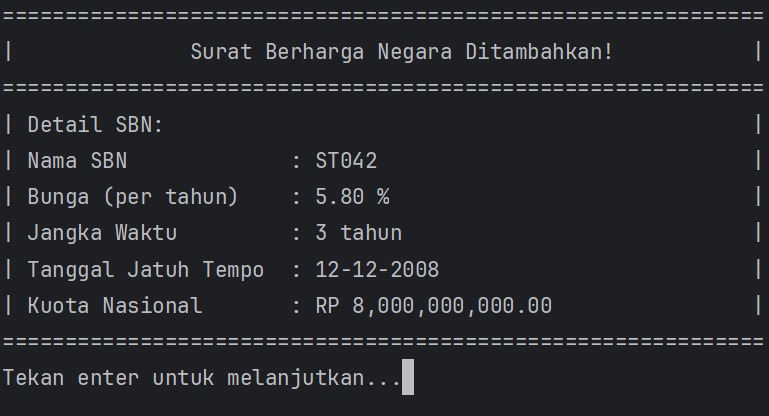 =============================================================
|              Surat Berharga Negara Ditambahkan!           |
=============================================================
| Detail SBN:                                               |
| Nama SBN             : ST042                              |
| Bunga (per tahun)    : 5.80 %                             |
| Jangka Waktu         : 3 tahun                            |
| Tanggal Jatuh Tempo  : 12-12-2008                         |
| Kuota Nasional       : RP 8,000,000,000.00                |
=============================================================
Tekan enter untuk melanjutkan...